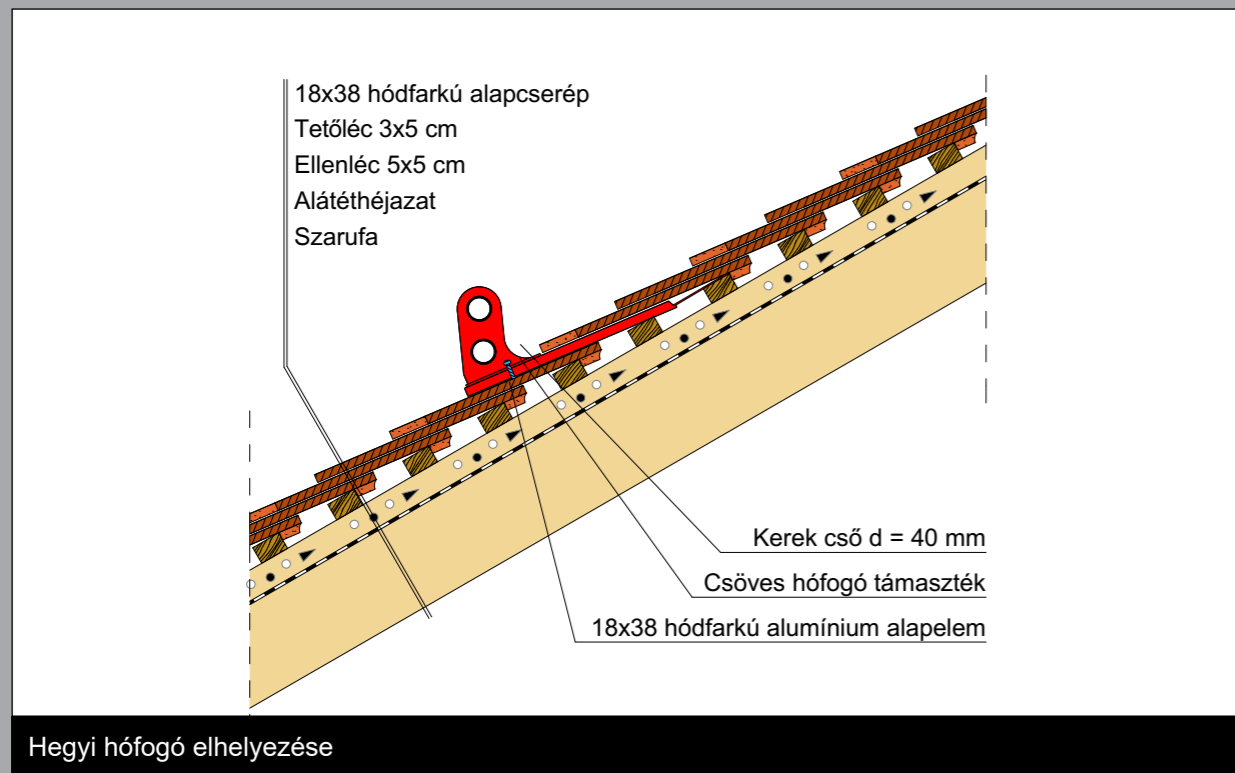 18x38 hódfarkú alapcserép
Tetőléc 3x5 cm
Ellenléc 5x5 cm
Alátéthéjazat
Szarufa
Kerek cső d = 40 mm
Csöves hófogó támaszték
18x38 hódfarkú alumínium alapelem
Hegyi hófogó elhelyezése